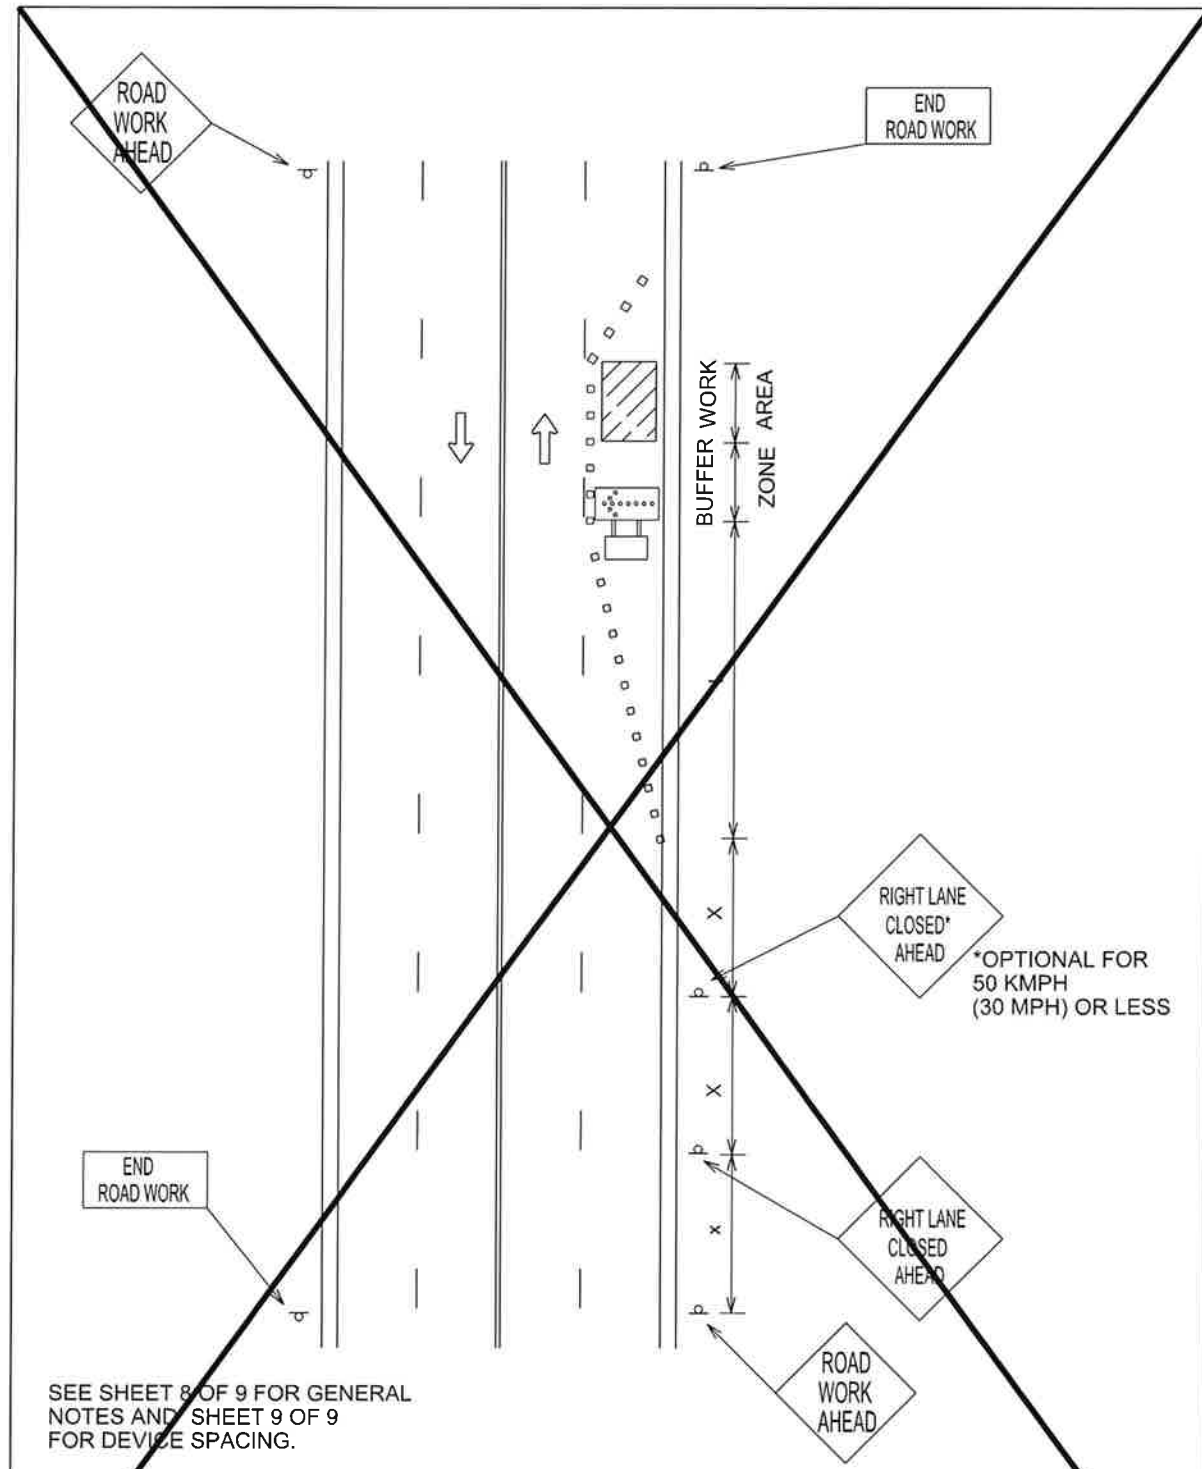 ROAD
WORK
AHEAD
END
ROAD WORK
BUFFER WORK
ZONE AREA
X
RIGHT LANE
CLOSED*
AHEAD
*OPTIONAL FOR
50 KMPH
(30 MPH) OR LESS
X
END
ROAD WORK
RIGHT LANE
CLOSED
AHEAD
x
ROAD
WORK
AHEAD
SEE SHEET 8 OF 9 FOR GENERAL
NOTES AND SHEET 9 OF 9
FOR DEVICE SPACING.